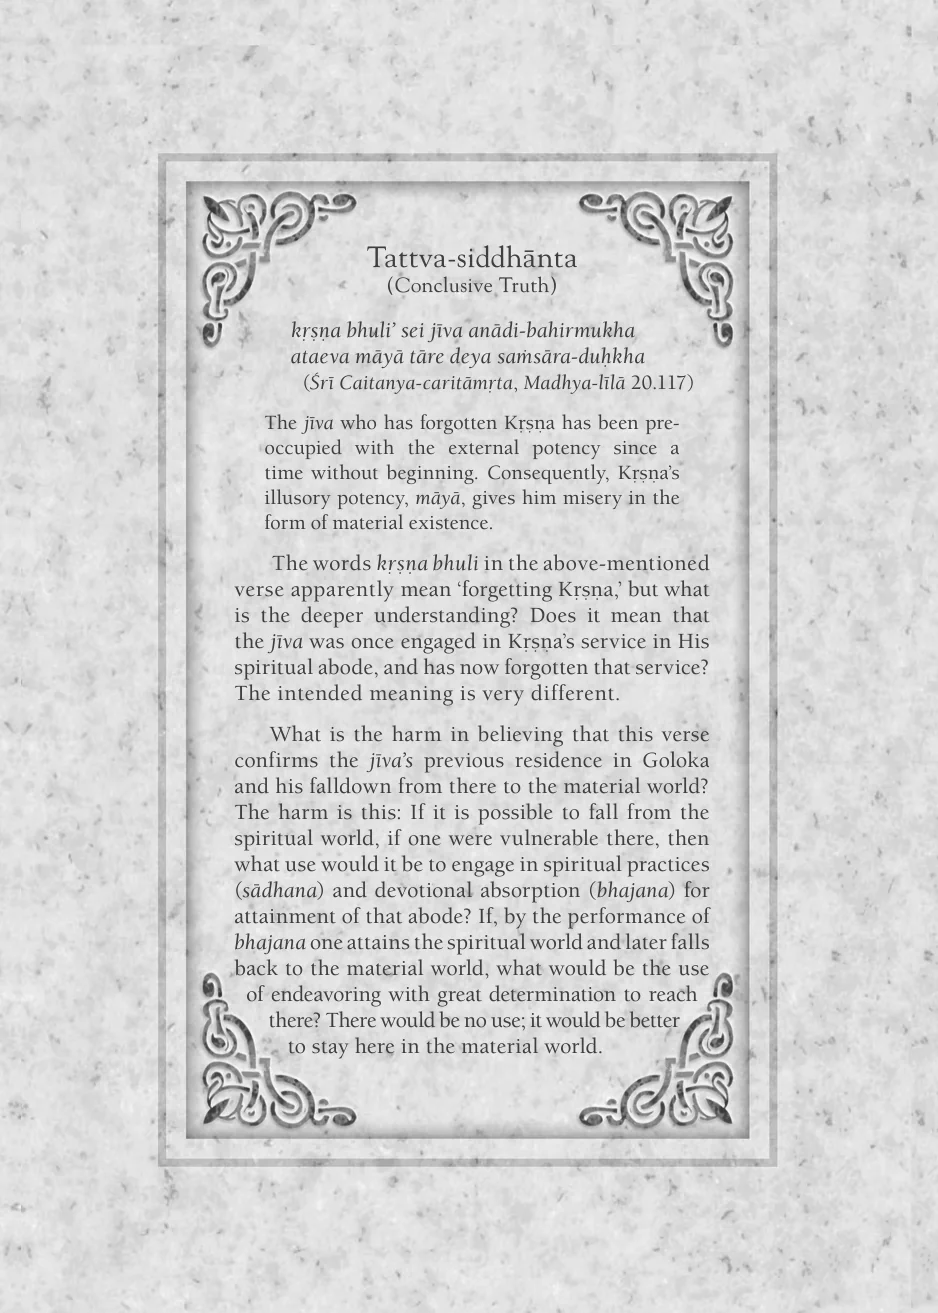 Tattva-siddhānta
(Conclusive Truth)
kṛṣṇa bhuli’ sei jīva anādi-bahirmukha
ataeva māyā tāre deya saṁsāra-duḥkha
(Śrī Caitanya-caritāmṛta, Madhya-līlā 20.117)
The jīva who has forgotten Kṛṣṇa has been pre-
occupied with the external potency since a
time without beginning. Consequently, Kṛṣṇa’s
illusory potency, māyā, gives him misery in the
form of material existence.
The words kṛṣṇa bhuli in the above-mentioned
verse apparently mean ‘forgetting Kṛṣṇa,’ but what
is the deeper understanding? Does it mean that
the jīva was once engaged in Kṛṣṇa’s service in His
spiritual abode, and has now forgotten that service?
The intended meaning is very different.
What is the harm in believing that this verse
confirms the jīva’s previous residence in Goloka
and his falldown from there to the material world?
The harm is this: If it is possible to fall from the
spiritual world, if one were vulnerable there, then
what use would it be to engage in spiritual practices
(sādhana) and devotional absorption (bhajana) for
attainment of that abode? If, by the performance of
bhajana one attains the spiritual world and later falls
back to the material world, what would be the use
of endeavoring with great determination to reach
there? There would be no use; it would be better
to stay here in the material world.